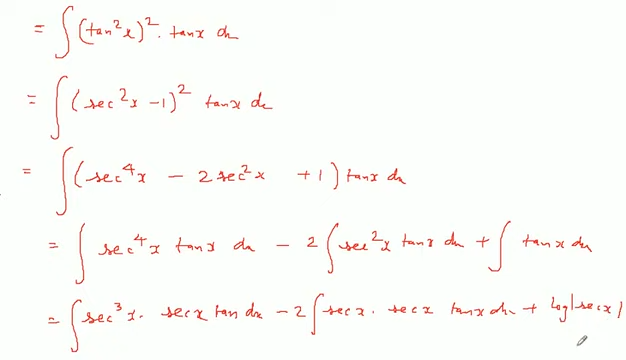 = ∫ (tan²x)². tanx dx
= ∫ (sec²x - 1)² tanx dx
= ∫ (sec⁴x - 2sec²x + 1) tanx dx
= ∫ sec⁴x tanx dx - 2 ∫ sec²x tanx dx + ∫ tanx dx
= ∫ sec³x. secx tan dx - 2 ∫ secx. secx tanx dx + log|secx|